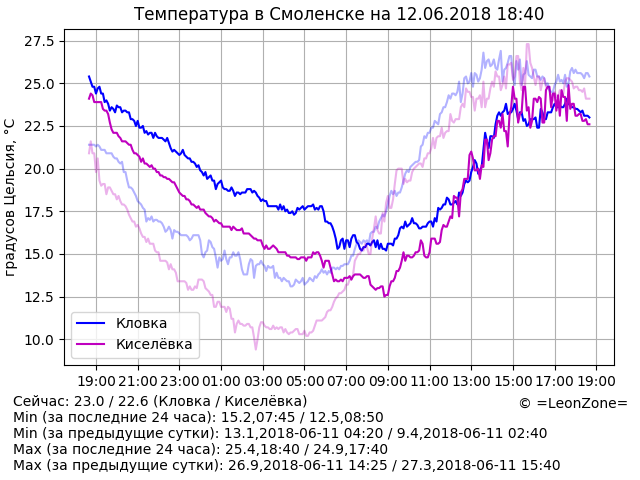 Температура в Смоленске на 12.06.2018 18:40
градусов Цельсия, °C
27.5
25.0
22.5
20.0
17.5
15.0
12.5
10.0
Кловка
Киселёвка
19:00 21:00 23:00 01:00 03:00 05:00 07:00 09:00 11:00 13:00 15:00 17:00 19:00
Сейчас: 23.0 / 22.6 (Кловка / Киселёвка)
© =LeonZone=
Min (за последние 24 часа): 15.2,07:45 / 12.5,08:50
Min (за предыдущие сутки): 13.1,2018-06-11 04:20 / 9.4,2018-06-11 02:40
Max (за последние 24 часа): 25.4,18:40 / 24.9,17:40
Max (за предыдущие сутки): 26.9,2018-06-11 14:25 / 27.3,2018-06-11 15:40